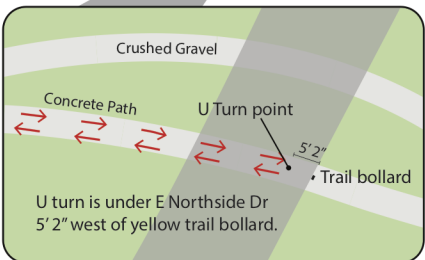 Crushed Gravel
Concrete Path
U Turn point
5' 2"
Trail bollard
U turn is under E Northside Dr
5' 2" west of yellow trail bollard.